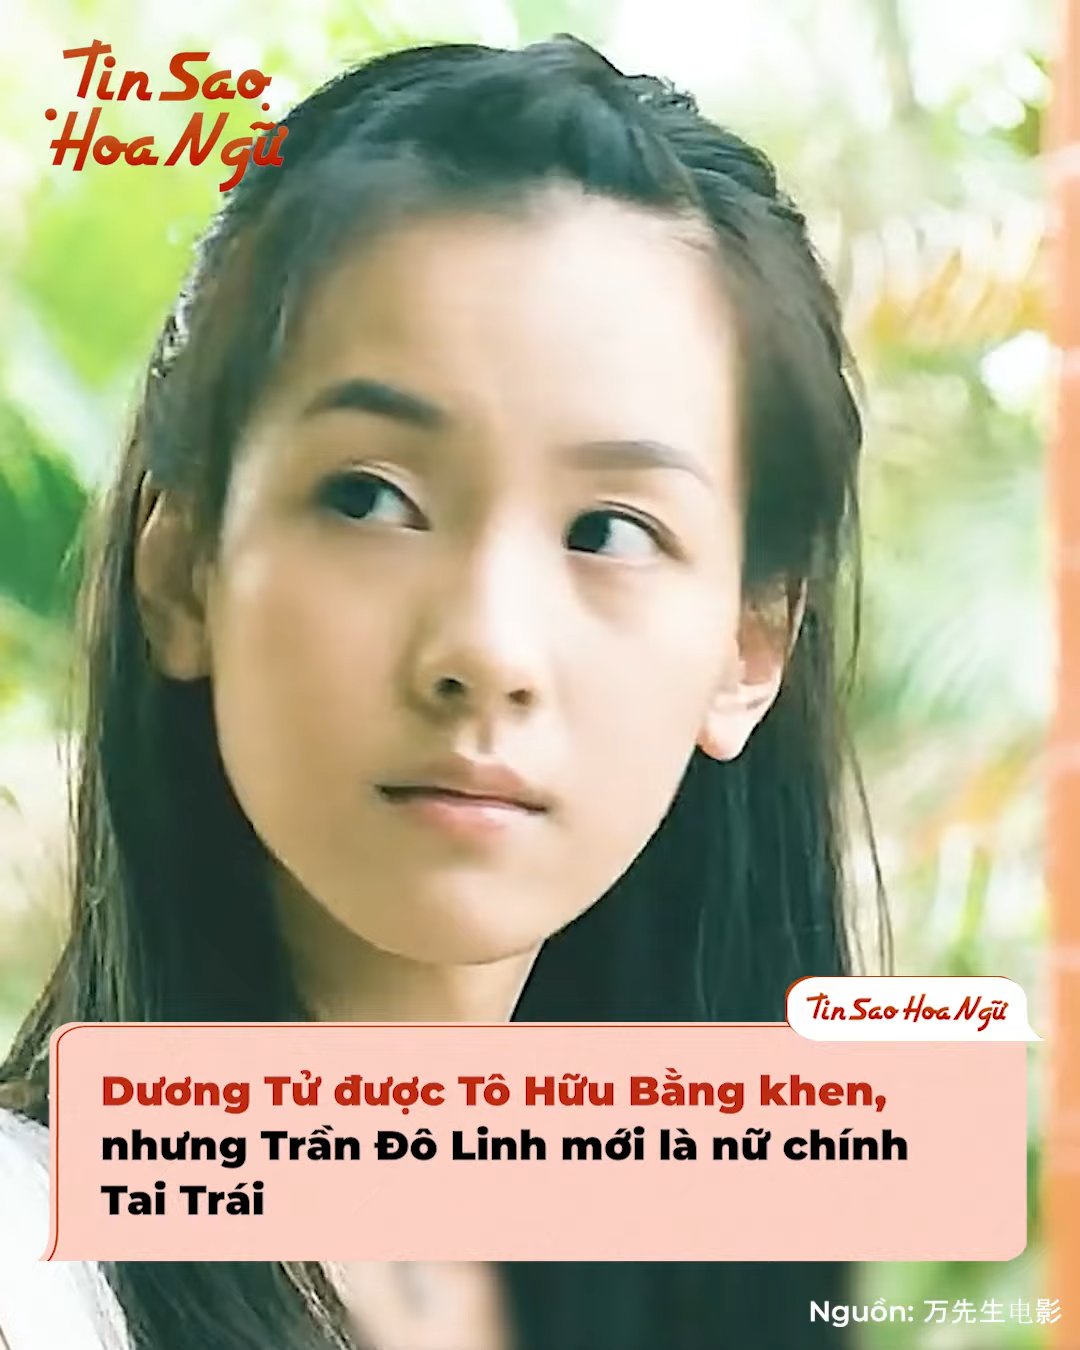 Tin Sao
Hoa Ngữ
Tin Sao Hoa Ngữ
Dương Tử được Tô Hữu Bằng khen,
nhưng Trần Đô Linh mới là nữ chính
Tai Trái
Nguồn: 万先生电影